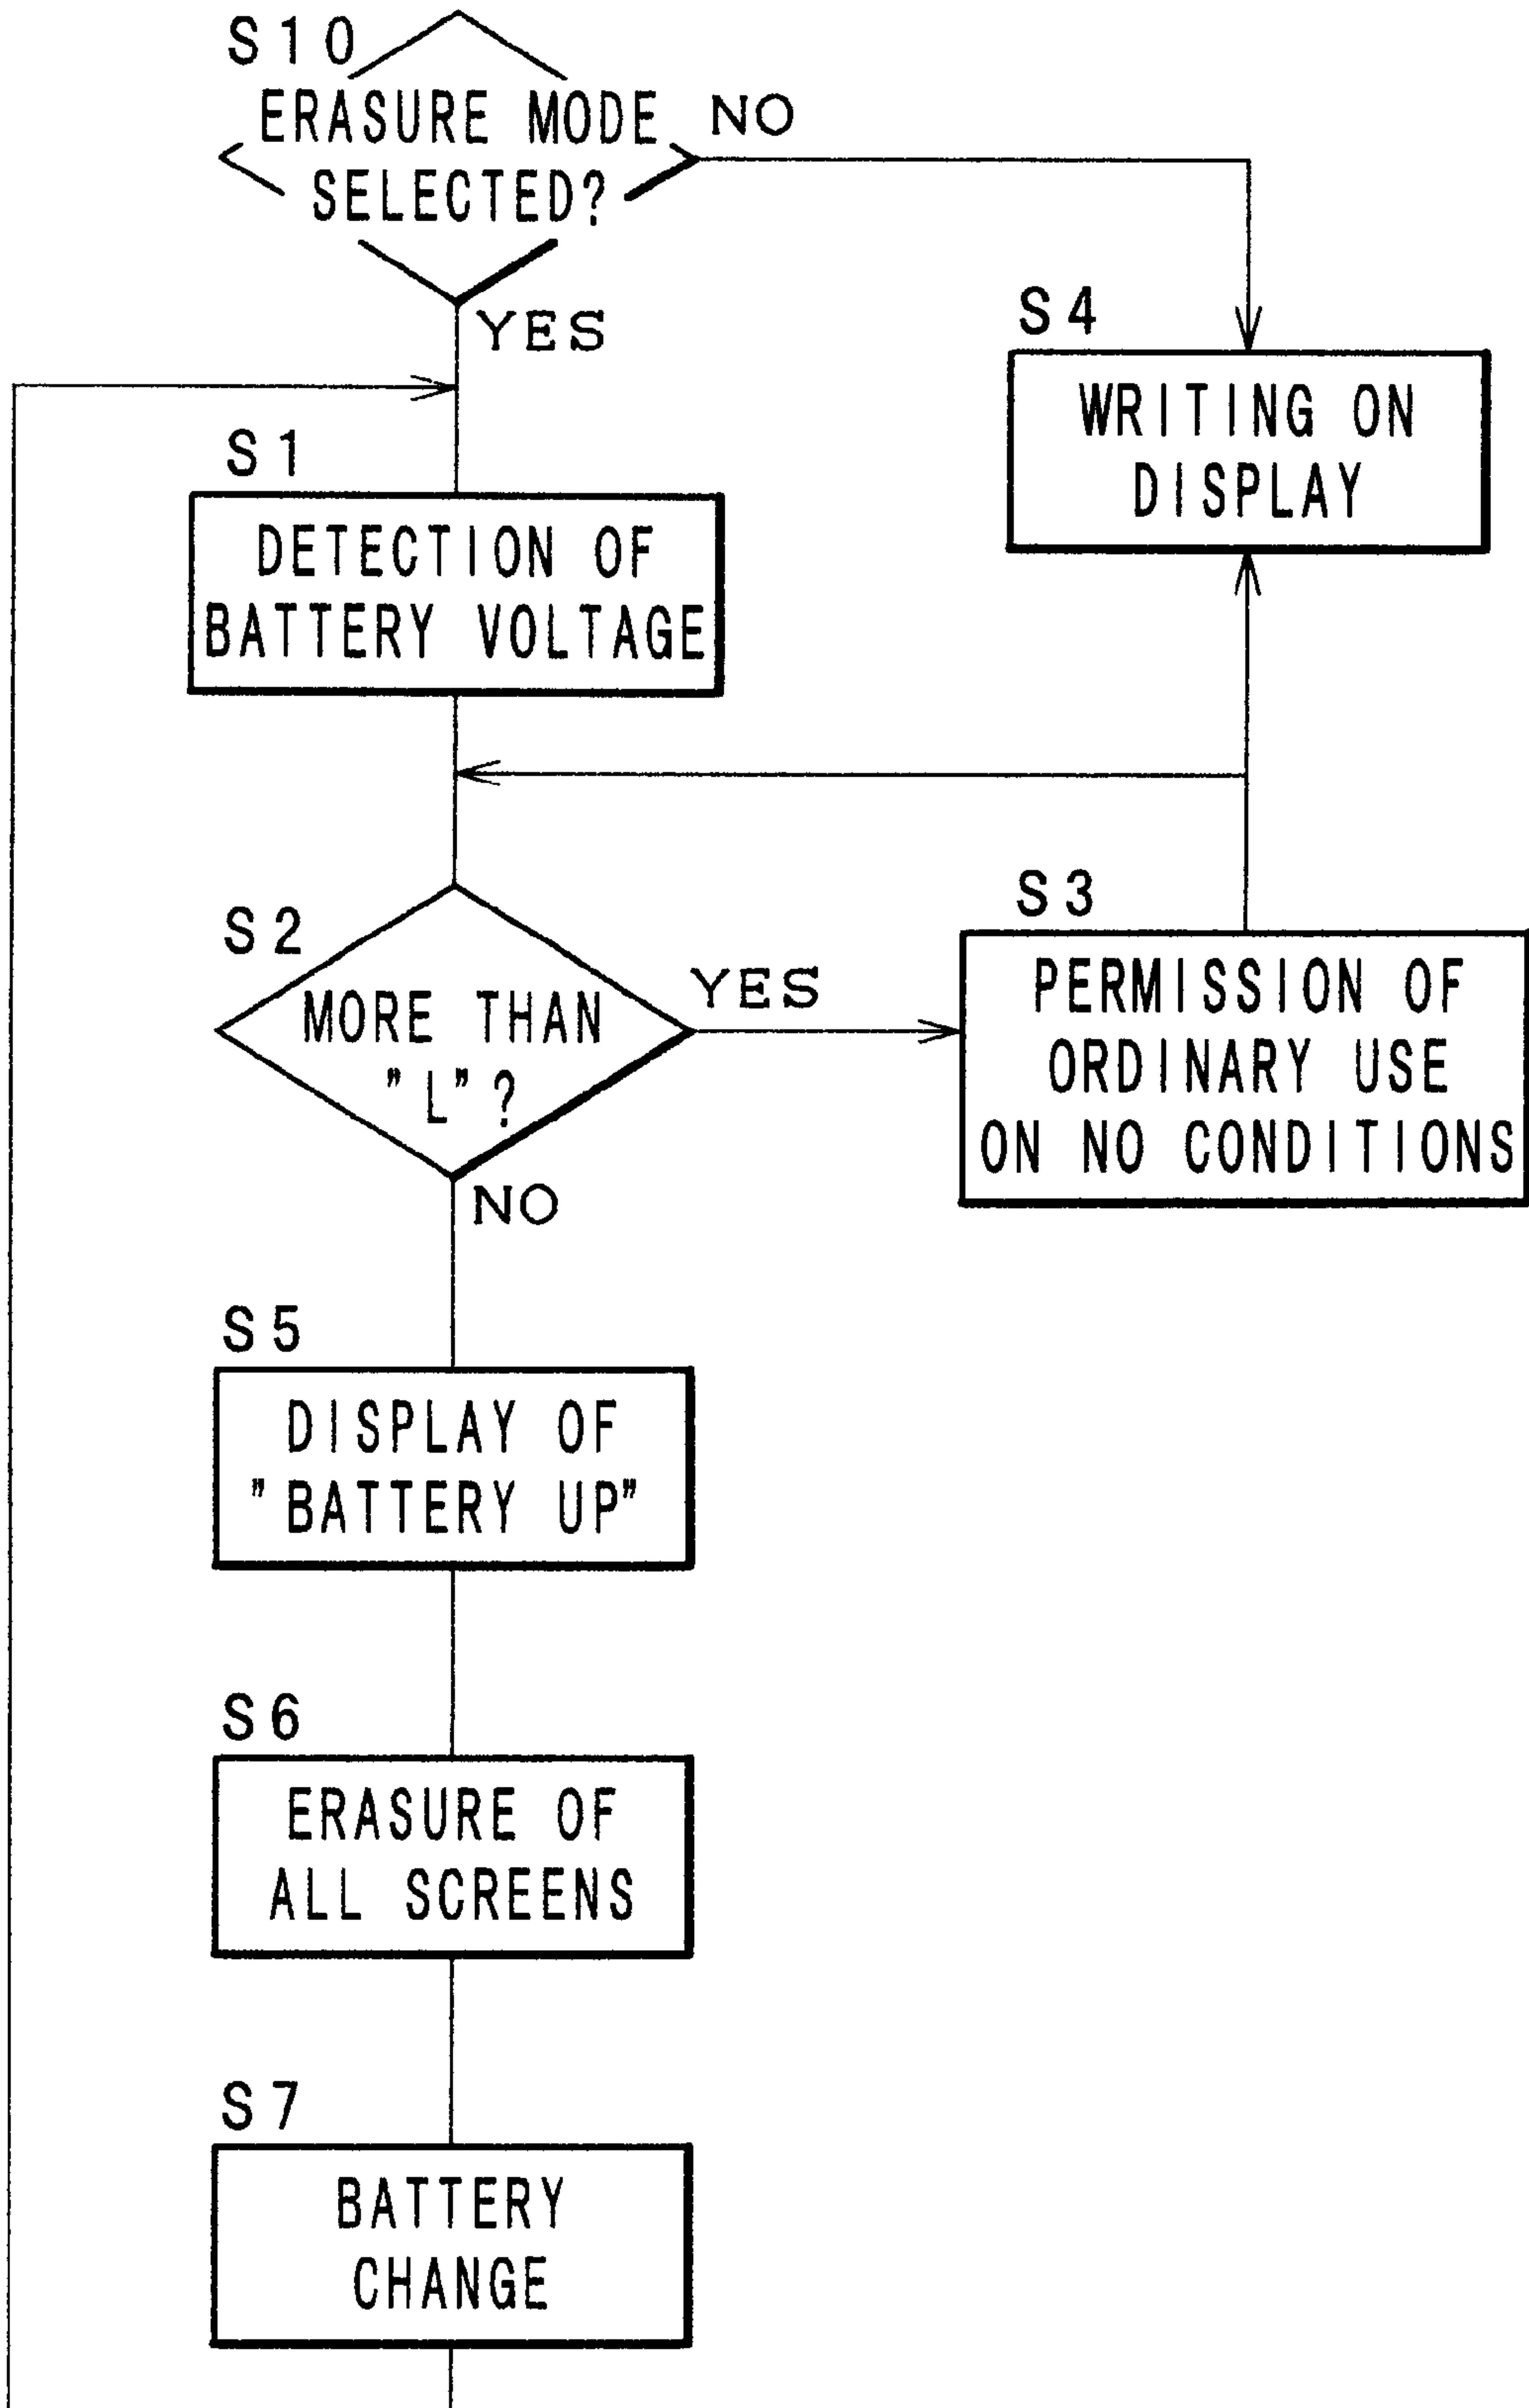 S10
ERASURE MODE
SELECTED?
NO
YES
S4
WRITING ON
DISPLAY
S1
DETECTION OF
BATTERY VOLTAGE
S2
MORE THAN
"L"?
YES
NO
S3
PERMISSION OF
ORDINARY USE
ON NO CONDITIONS
S5
DISPLAY OF
"BATTERY UP"
S6
ERASURE OF
ALL SCREENS
S7
BATTERY
CHANGE